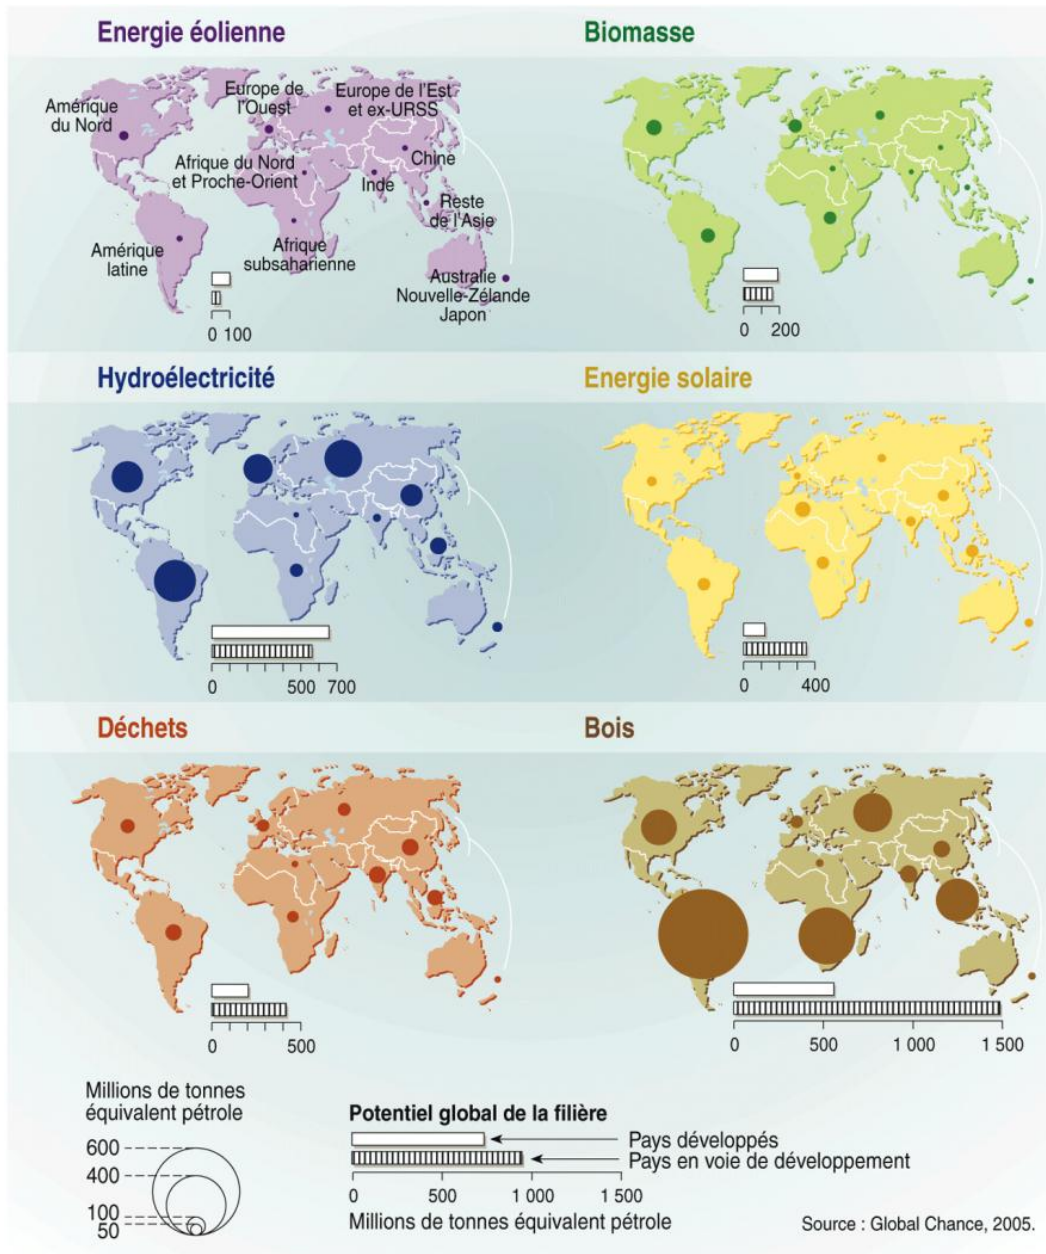 Energie éolienne
Amérique
du Nord
Europe de
l'Ouest
Europe de l'Est
et ex-URSS
Afrique du Nord
et Proche-Orient
Chine
Inde
Reste
de l'Asie
Amérique
latine
Afrique
subsaharienne
Australie
Nouvelle-Zélande
Japon
0 100
Biomasse
0 200
Hydroélectricité
0 500 700
Energie solaire
0 400
Déchets
0 500
Bois
0 500 1 000 1 500
Millions de tonnes
équivalent pétrole
600
400
100
50
Potentiel global de la filière
Pays développés
Pays en voie de développement
0 500 1 000 1 500
Millions de tonnes équivalent pétrole
Source : Global Chance, 2005.